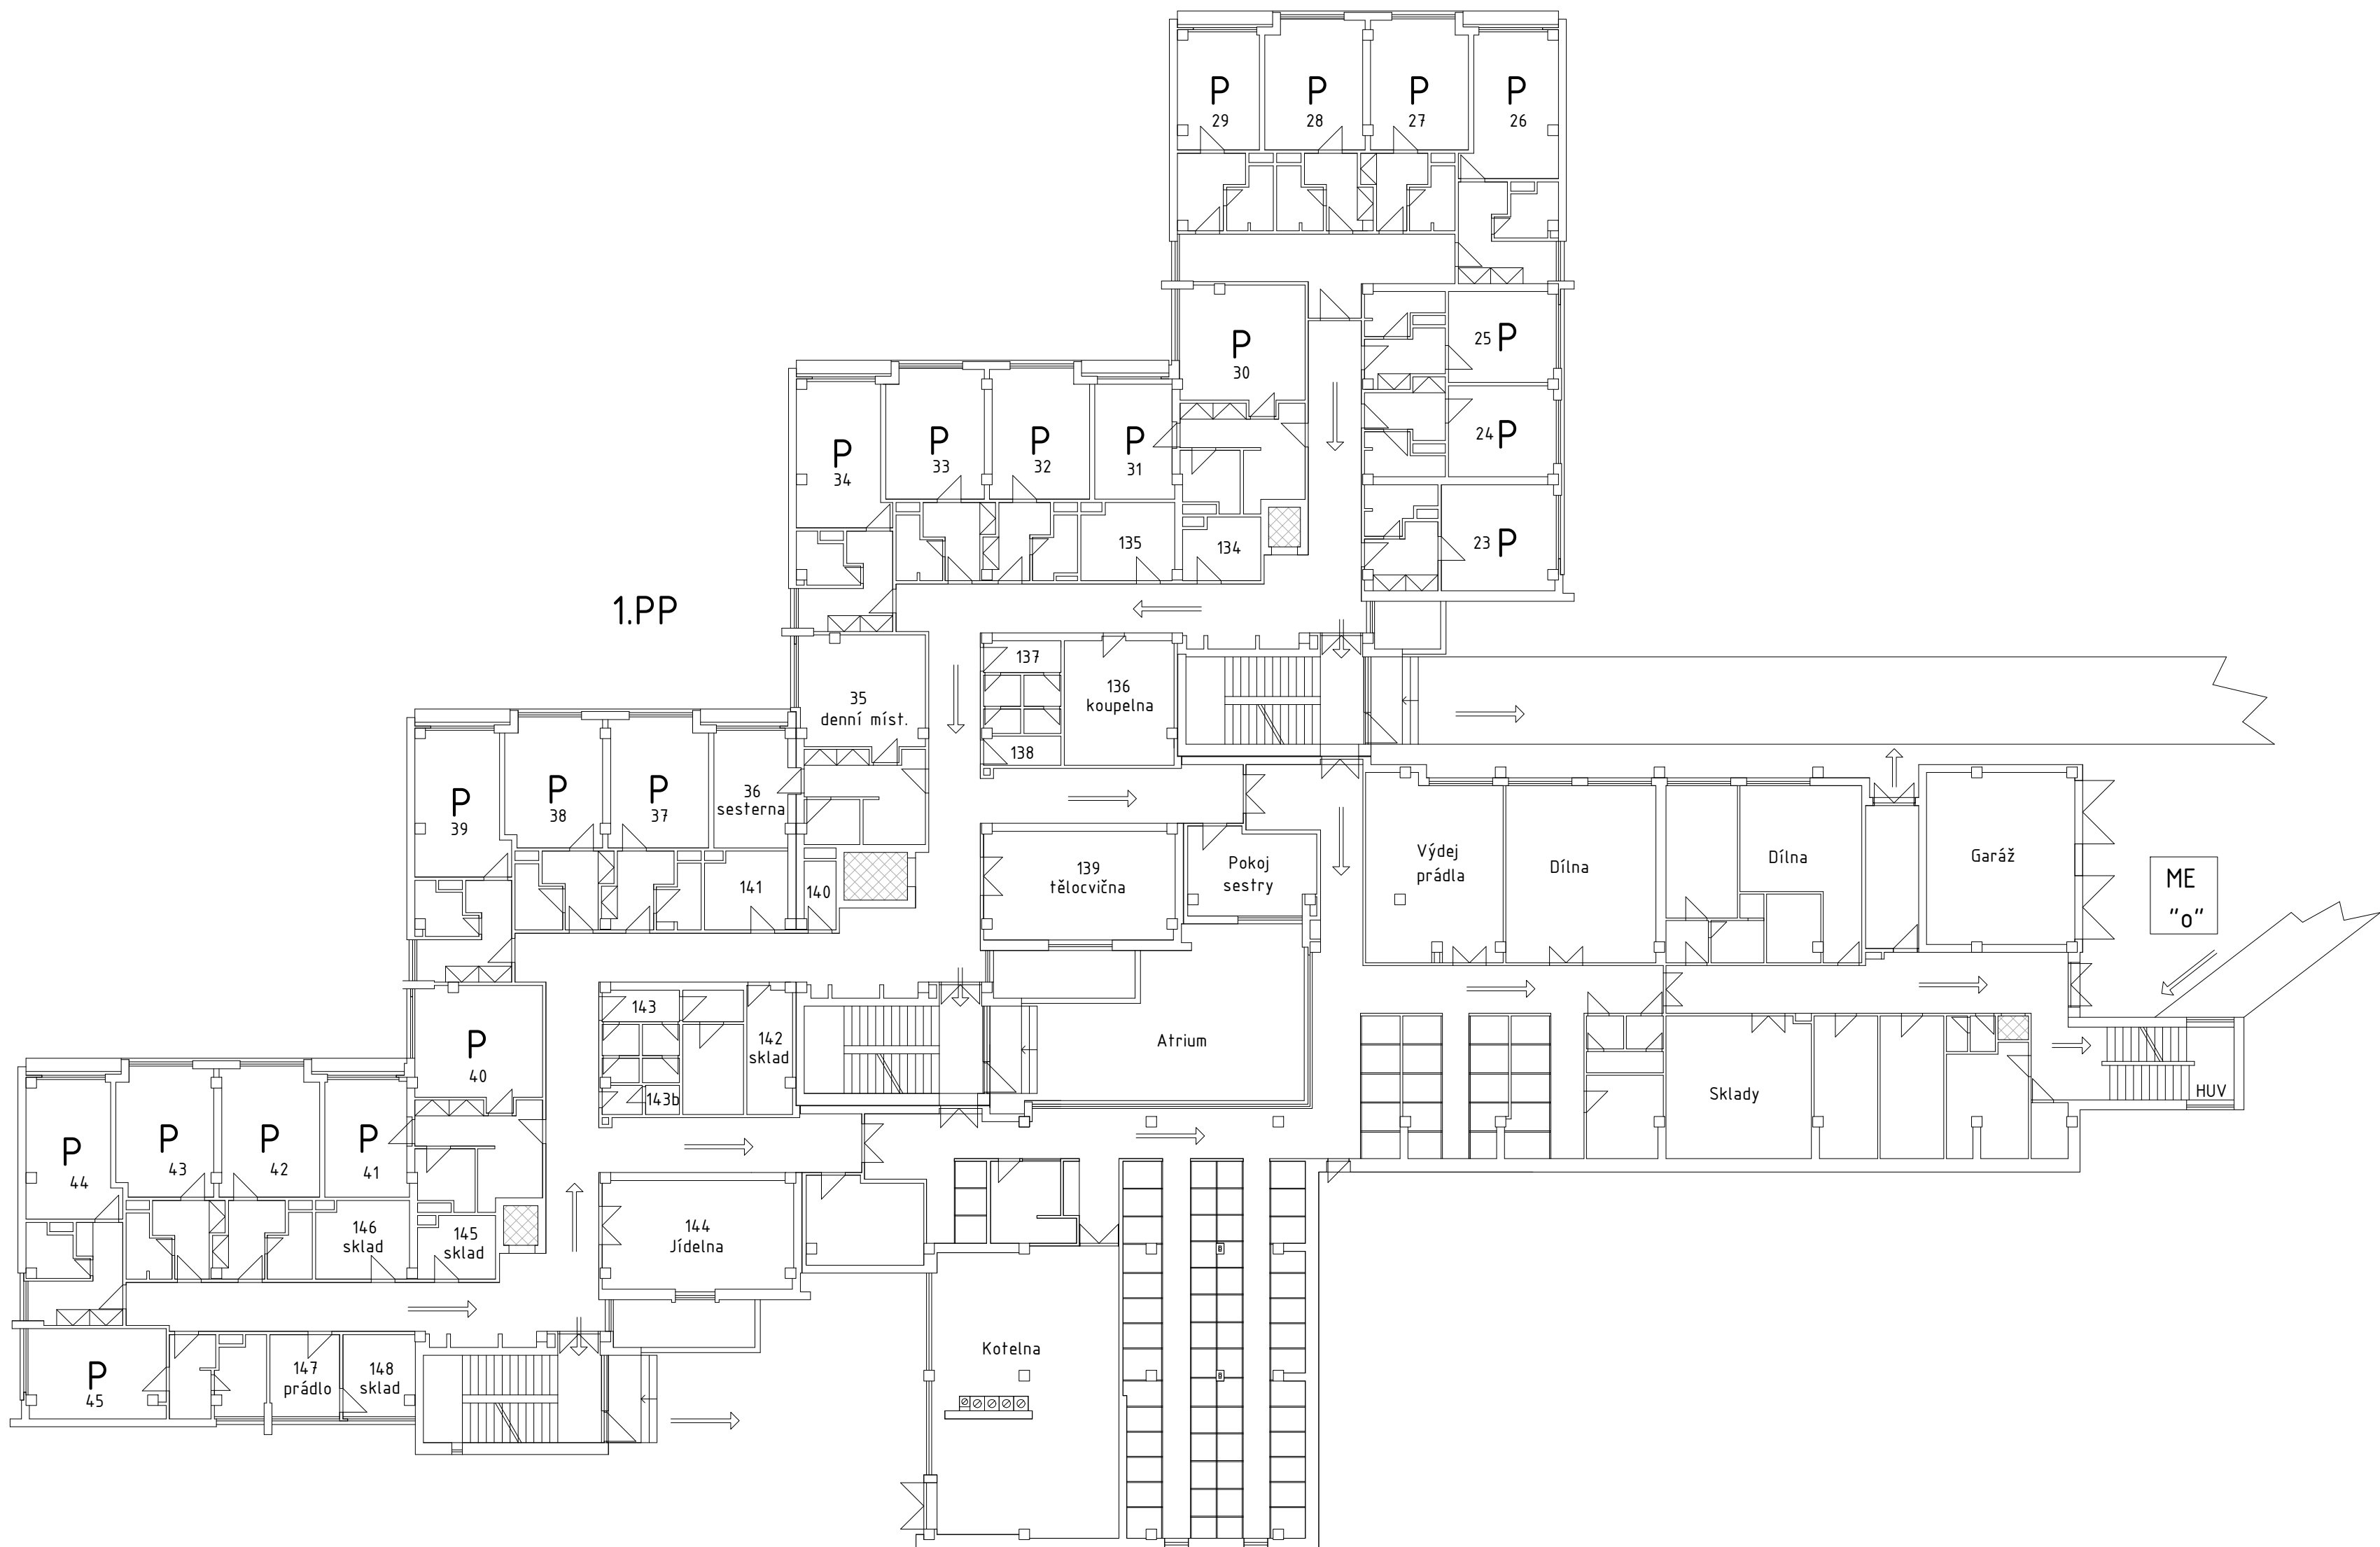 P P P P
29 28 27 26
P
30
25 P
24 P
23 P
P P P P
34 33 32 31
135
134
1.PP
35
denní míst.
137
136
koupelna
138
P P P
39 38 37
36
sesterna
141
140
139
tělocvična
Pokoj
sestry
Výdej
prádla
Dílna
Dílna
Garáž
ME
"o"
P
40
143
142
sklad
143b
Atrium
Sklady
HUV
P P P P
44 43 42 41
146
sklad
145
sklad
144
Jídelna
P
45
147
prádlo
148
sklad
Kotelna